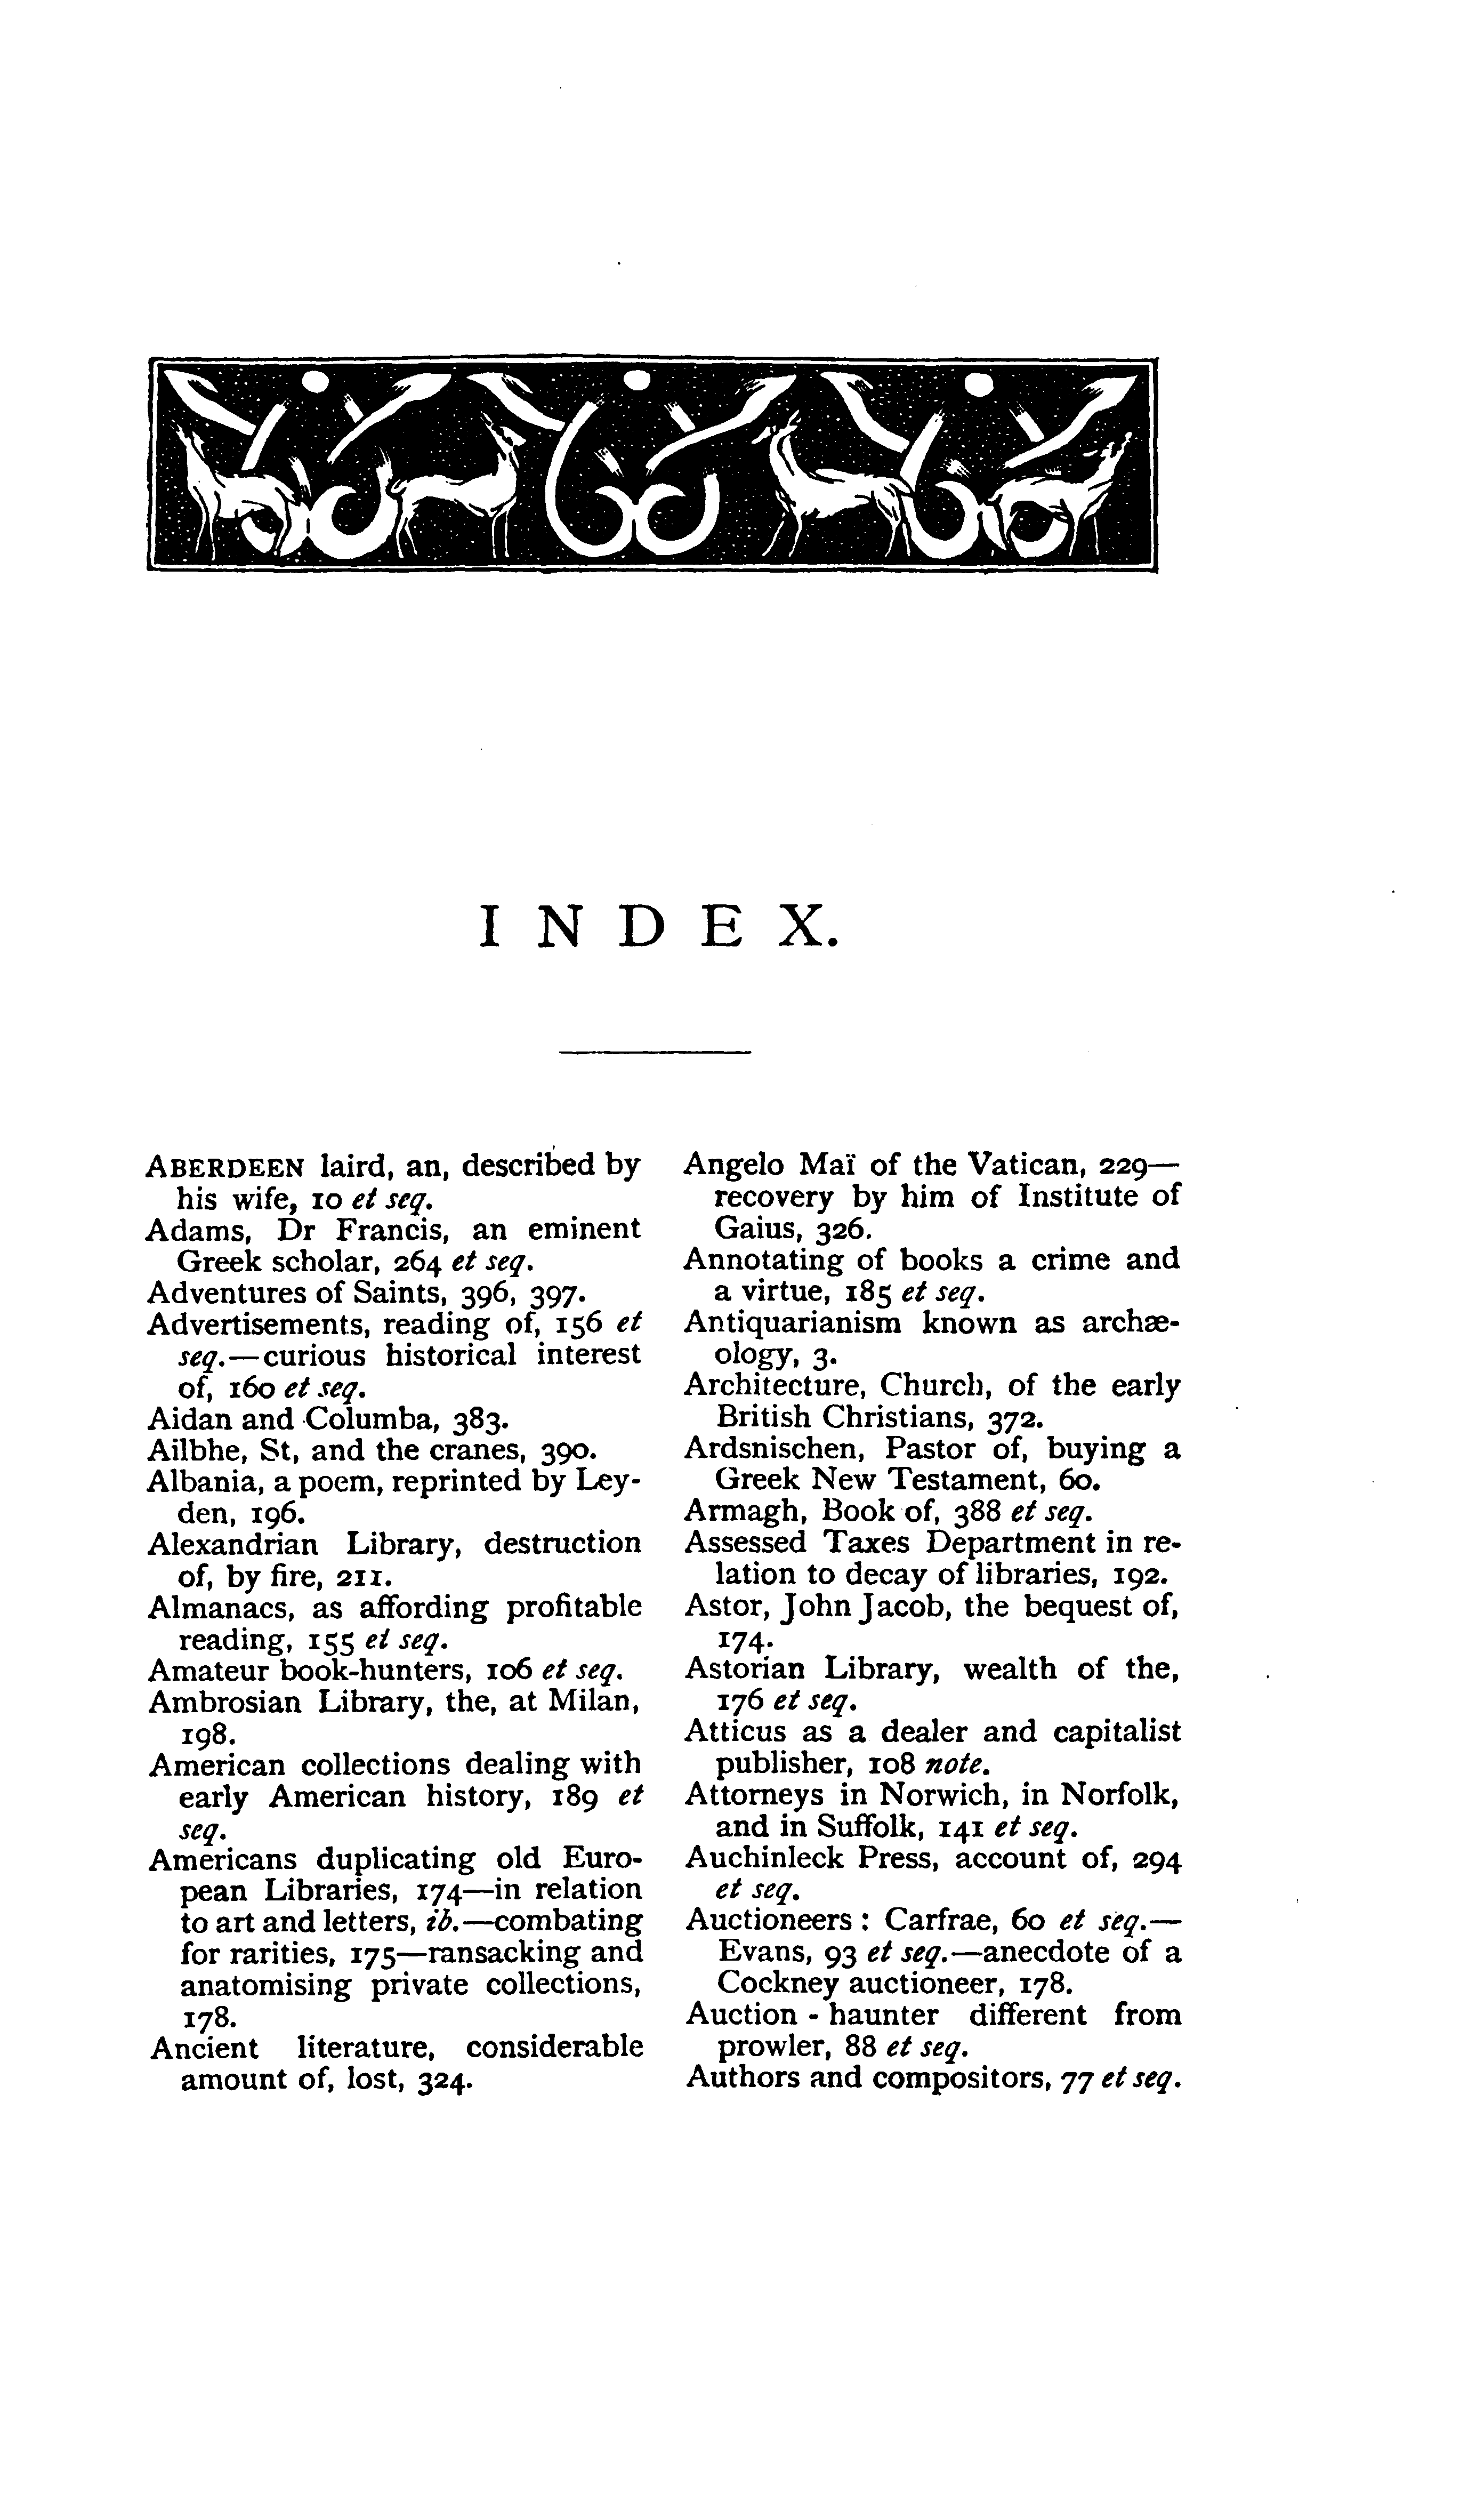 INDEX.
ABERDEEN laird, an, described by
his wife, 10 et seq.
Adams, Dr Francis, an eminent
Greek scholar, 264 et seq.
Adventures of Saints, 396, 397.
Advertisements, reading of, 156 et
seq.—curious historical interest
of, 160 et seq.
Aidan and Columba, 383.
Ailbhe, St, and the cranes, 390.
Albania, a poem, reprinted by Ley-
den, 196.
Alexandrian Library, destruction
of, by fire, 211.
Almanacs, as affording profitable
reading, 155 et seq.
Amateur book-hunters, 106 et seq.
Ambrosian Library, the, at Milan,
198.
American collections dealing with
early American history, 189 et
seq.
Americans duplicating old Euro-
pean Libraries, 174—in relation
to art and letters, ib.—combating
for rarities, 175—ransacking and
anatomising private collections,
178.
Ancient literature, considerable
amount of, lost, 324.
Angelo Maï of the Vatican, 229—
recovery by him of Institute of
Gaius, 326.
Annotating of books a crime and
a virtue, 185 et seq.
Antiquarianism known as archæ-
ology, 3.
Architecture, Church, of the early
British Christians, 372.
Ardsnischen, Pastor of, buying a
Greek New Testament, 60.
Armagh, Book of, 388 et seq.
Assessed Taxes Department in re-
lation to decay of libraries, 192.
Astor, John Jacob, the bequest of,
174.
Astorian Library, wealth of the,
176 et seq.
Atticus as a dealer and capitalist
publisher, 108 note.
Attorneys in Norwich, in Norfolk,
and in Suffolk, 141 et seq.
Auchinleck Press, account of, 294
et seq.
Auctioneers : Carfrae, 60 et seq.—
Evans, 93 et seq.—anecdote of a
Cockney auctioneer, 178.
Auction - haunter different from
prowler, 88 et seq.
Authors and compositors, 77 et seq.